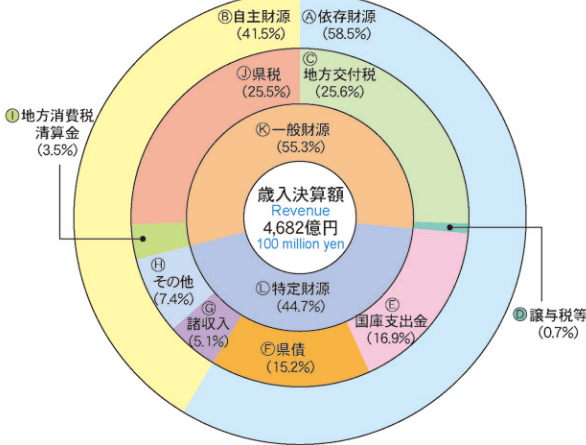 Ⓑ自主財源
(41.5%)
Ⓐ依存財源
(58.5%)
Ⓒ
地方交付税
(25.6%)
Ⓙ県税
(25.5%)
Ⓘ地方消費税
清算金
(3.5%)
Ⓚ一般財源
(55.3%)
歳入決算額
Revenue
4,682億円
100 million yen
Ⓛ特定財源
(44.7%)
Ⓗ
その他
(7.4%)
Ⓖ
諸収入
(5.1%)
Ⓕ県債
(15.2%)
Ⓔ
国庫支出金
(16.9%)
Ⓓ譲与税等
(0.7%)